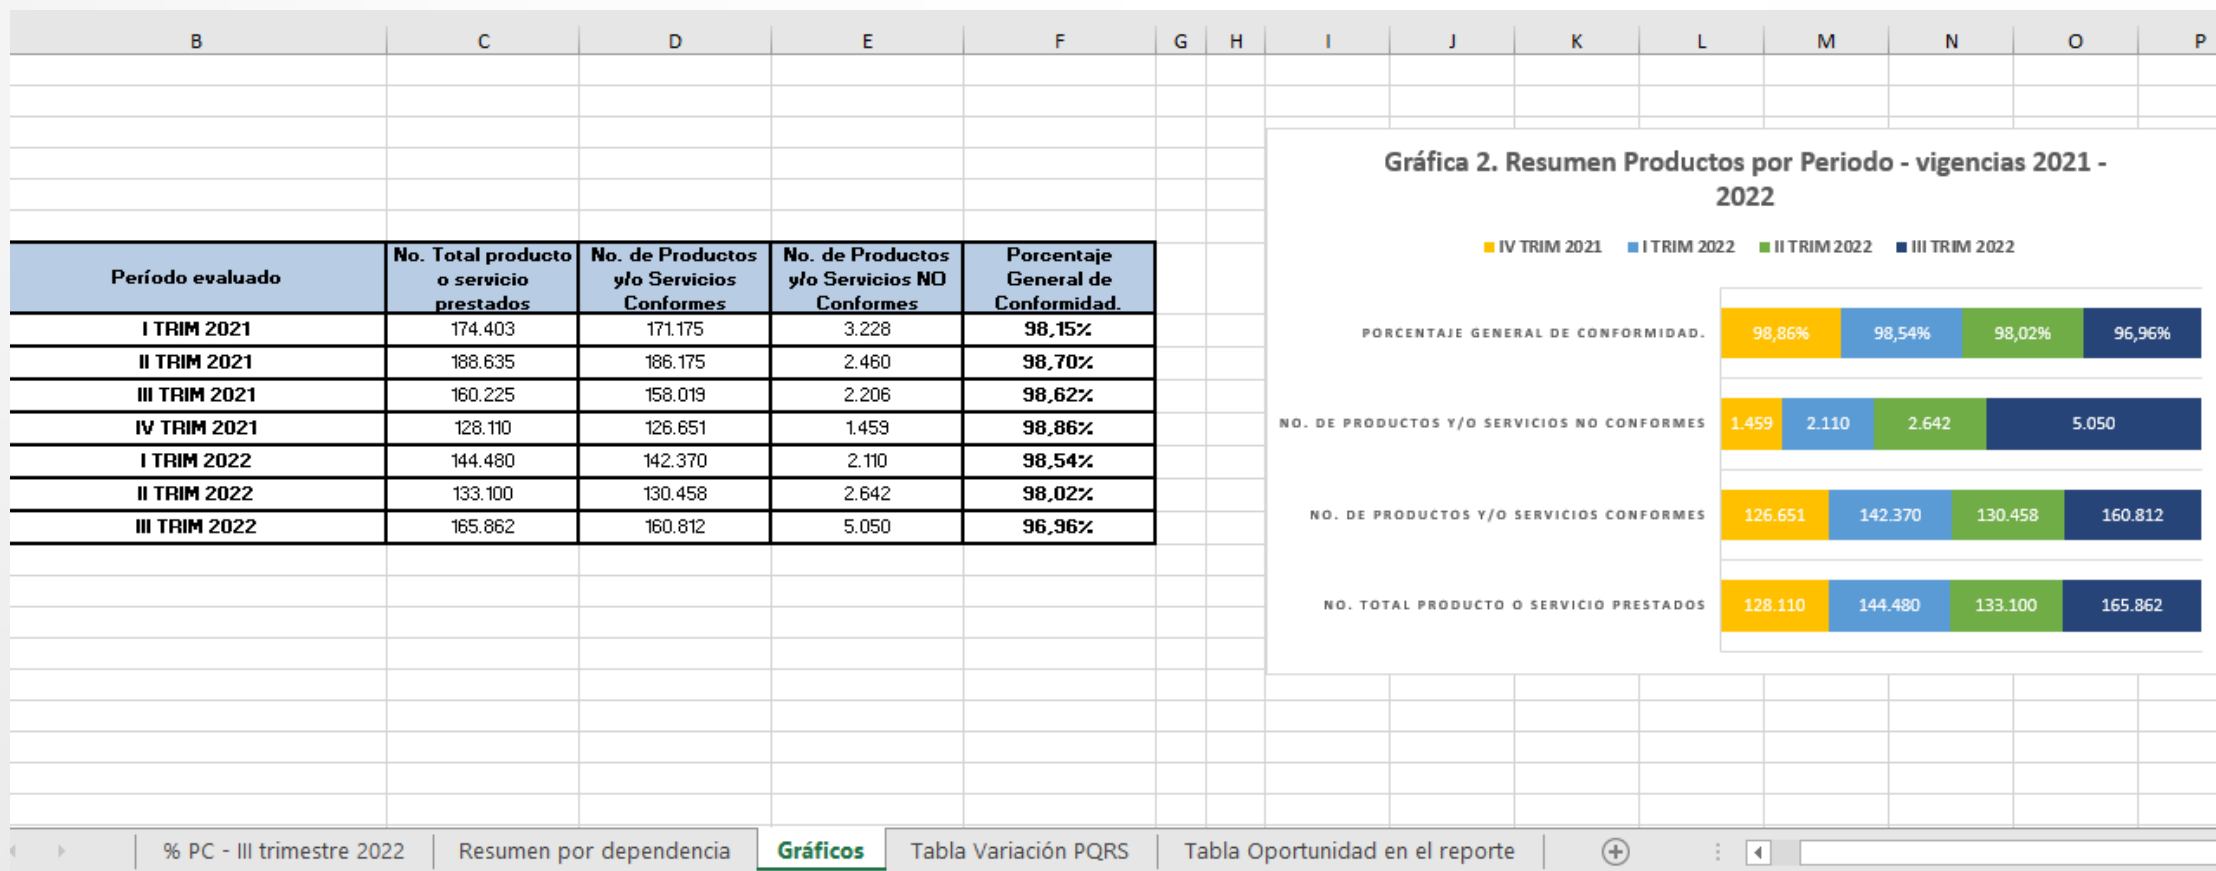 B C D E F G H I J K L M N O P
Gráfica 2. Resumen Productos por Periodo - vigencias 2021 -
2022
IV TRIM 2021 I TRIM 2022 II TRIM 2022 III TRIM 2022
Período evaluado
No. Total producto
o servicio
prestados
No. de Productos
y/o Servicios
Conformes
No. de Productos
y/o Servicios NO
Conformes
Porcentaje
General de
Conformidad.
I TRIM 2021 174.403 171.175 3.228 98,15%
II TRIM 2021 188.635 186.175 2.460 98,70%
III TRIM 2021 160.225 158.019 2.206 98,62%
IV TRIM 2021 128.110 126.651 1.459 98,86%
I TRIM 2022 144.480 142.370 2.110 98,54%
II TRIM 2022 133.100 130.458 2.642 98,02%
III TRIM 2022 165.862 160.812 5.050 96,96%
PORCENTAJE GENERAL DE CONFORMIDAD. 98,86% 98,54% 98,02% 96,96%
NO. DE PRODUCTOS Y/O SERVICIOS NO CONFORMES 1.459 2.110 2.642 5.050
NO. DE PRODUCTOS Y/O SERVICIOS CONFORMES 126.651 142.370 130.458 160.812
NO. TOTAL PRODUCTO O SERVICIO PRESTADOS 128.110 144.480 133.100 165.862
% PC - III trimestre 2022 Resumen por dependencia Gráficos Tabla Variación PQRS Tabla Oportunidad en el reporte